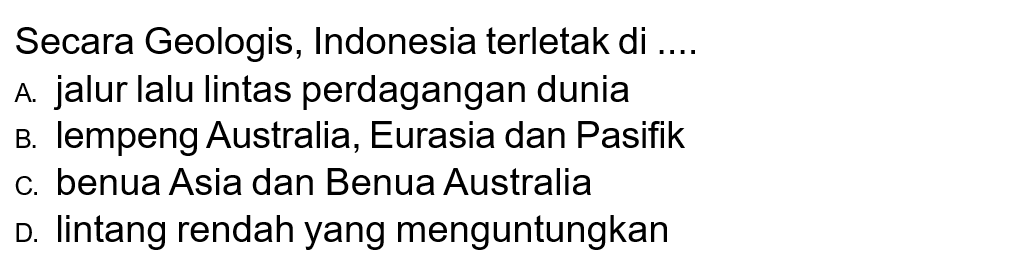 Secara Geologis, Indonesia terletak di ....
A. jalur lalu lintas perdagangan dunia
B. lempeng Australia, Eurasia dan Pasifik
C. benua Asia dan Benua Australia
D. lintang rendah yang menguntungkan